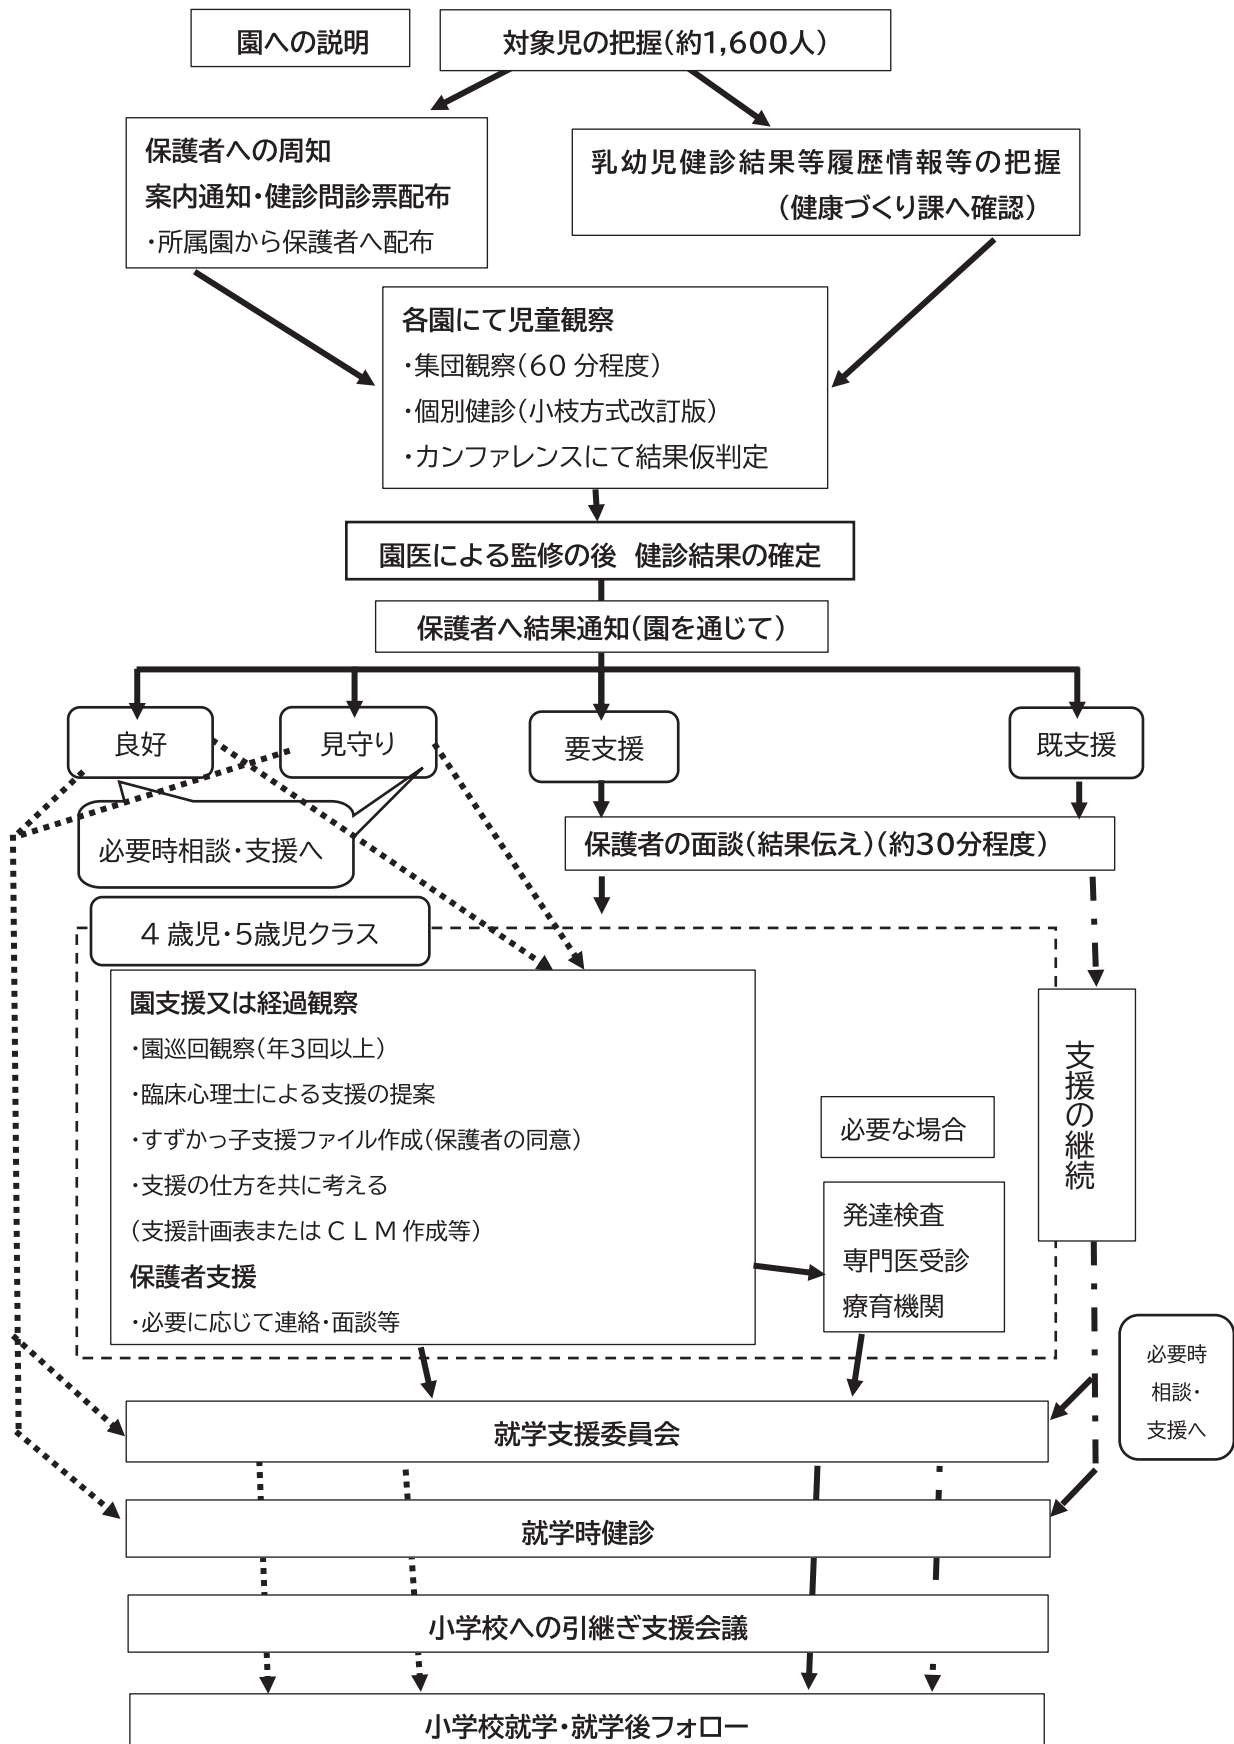 園への説明
対象児の把握(約1,600人)
保護者への周知
案内通知・健診問診票配布
・所属園から保護者へ配布
乳幼児健診結果等履歴情報等の把握
(健康づくり課へ確認)
各園にて児童観察
・集団観察(60 分程度)
・個別健診(小枝方式改訂版)
・カンファレンスにて結果仮判定
園医による監修の後 健診結果の確定
保護者へ結果通知(園を通じて)
良好
見守り
要支援
既支援
必要時相談・支援へ
保護者の面談(結果伝え)(約30分程度)
4 歳児・5歳児クラス
園支援又は経過観察
・園巡回観察(年3回以上)
・臨床心理士による支援の提案
・すずかっ子支援ファイル作成(保護者の同意)
・支援の仕方を共に考える
(支援計画表またはＣＬＭ作成等)
保護者支援
・必要に応じて連絡・面談等
必要な場合
発達検査
専門医受診
療育機関
支援の継続
必要時
相談・
支援へ
就学支援委員会
就学時健診
小学校への引継ぎ支援会議
小学校就学・就学後フォロー